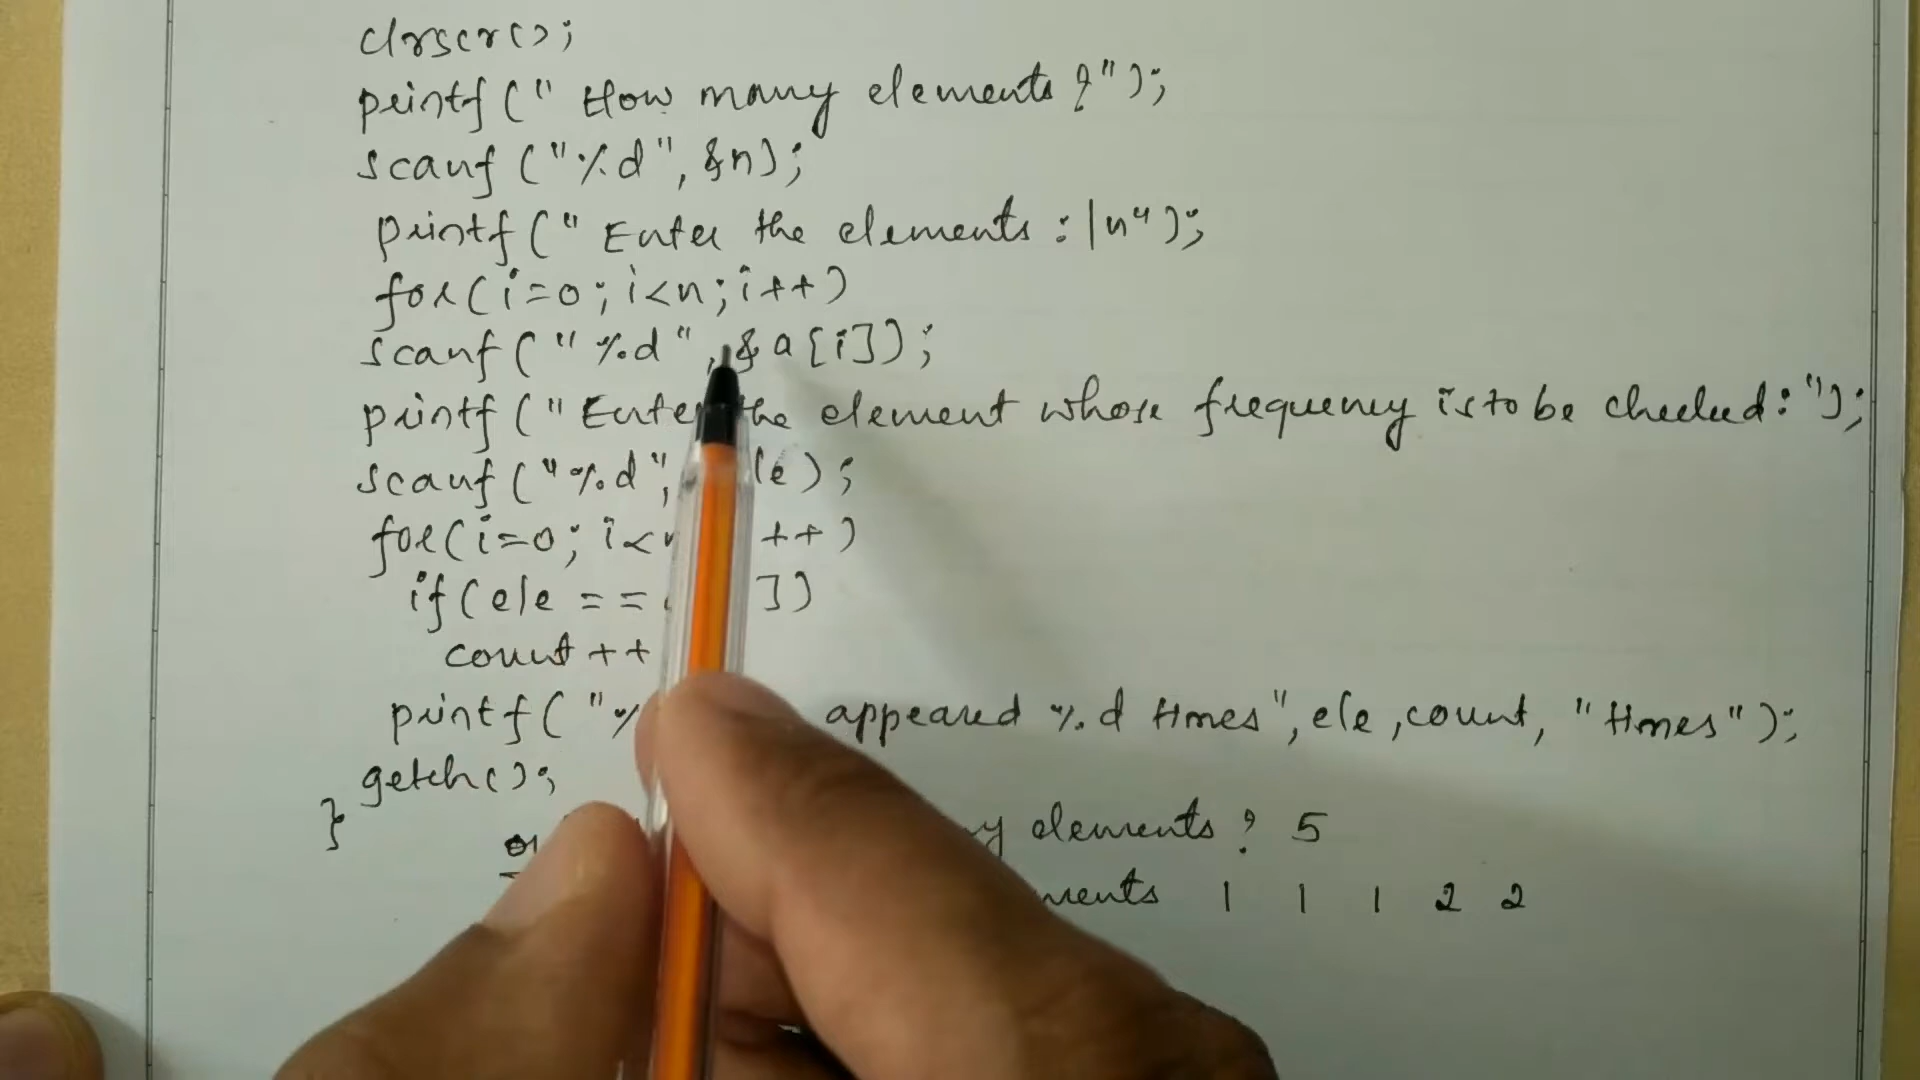 clrscr();
printf(" How many elements ?");
scanf("%d", &n);
printf(" Enter the elements :\n");
for(i=0; i<n; i++)
scanf(" %d", &a[i]);
printf("Enter the element whose frequency is to be checked: ");
scanf("%d", le);
for(i=0; i< ++)
if(ele == ])
count ++
printf("% appeared %d times", ele, count, "times");
getch();
}
elements ? 5
1 1 1 2 2